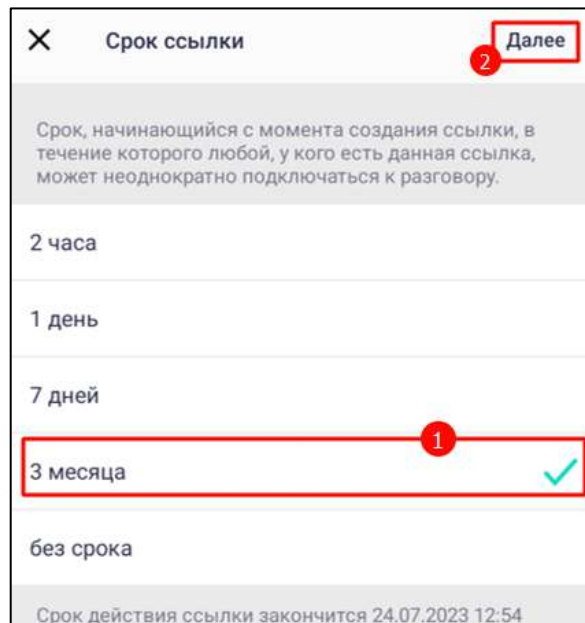 Срок ссылки
Далее
2
Срок, начинающийся с момента создания ссылки, в
течение которого любой, у кого есть данная ссылка,
может неоднократно подключаться к разговору.
2 часа
1 день
7 дней
1
3 месяца
без срока
Срок действия ссылки закончится 24.07.2023 12:54